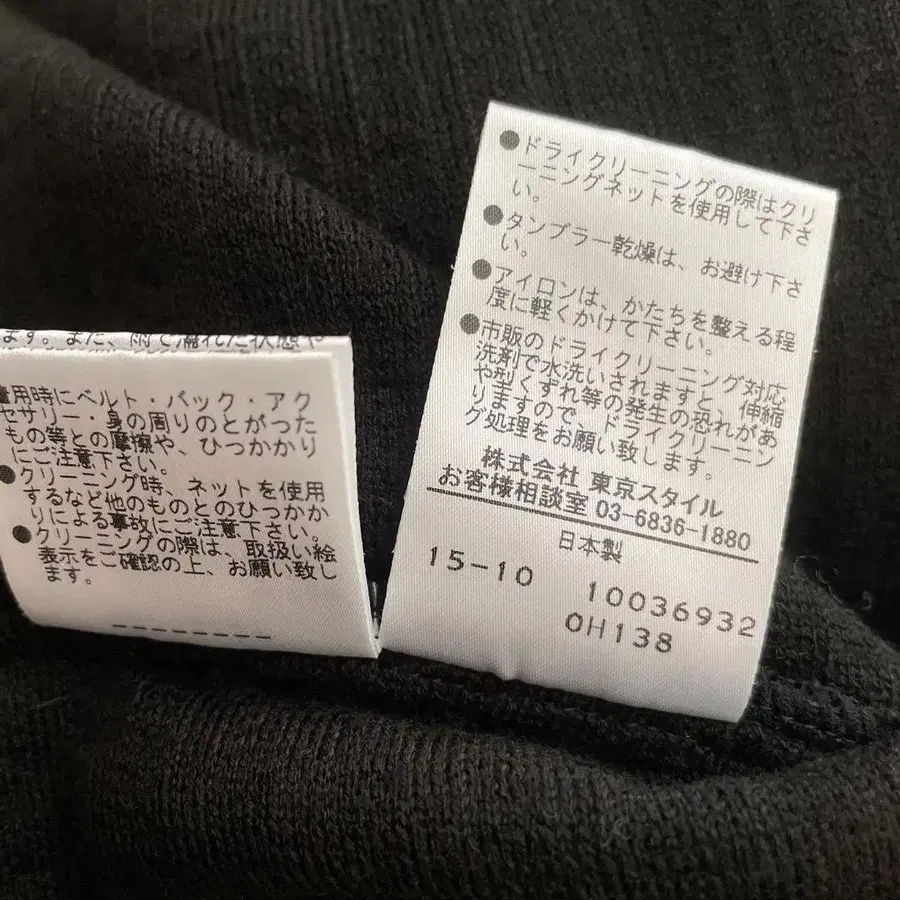 ます。また、雨で濡れた状態や
着用時にベルト・バック・アク
セサリー・身の周りのとがった
もの等との摩擦や、ひっかかり
にご注意下さい。
●クリーニング時、ネットを使用
するなど他のものとのひっかか
りによる事故にご注意下さい。
●クリーニングの際は、取扱い絵
表示をご確認の上、お願い致し
ます。
●ドライクリーニングの際はクリ
ーニングネットを使用して下さ
い。
●タンブラー乾燥は、お避け下さ
い。
●アイロンは、かたちを整える程
度に軽くかけて下さい。
●市販のドライクリーニング対応
洗剤で水洗いされますと、伸縮
や型くずれ等の発生の恐れがあ
りますので、ドライクリーニン
グ処理をお願い致します。
株式会社 東京スタイル
お客様相談室 03-6836-1880
日本製
15-10 10036932
0H138